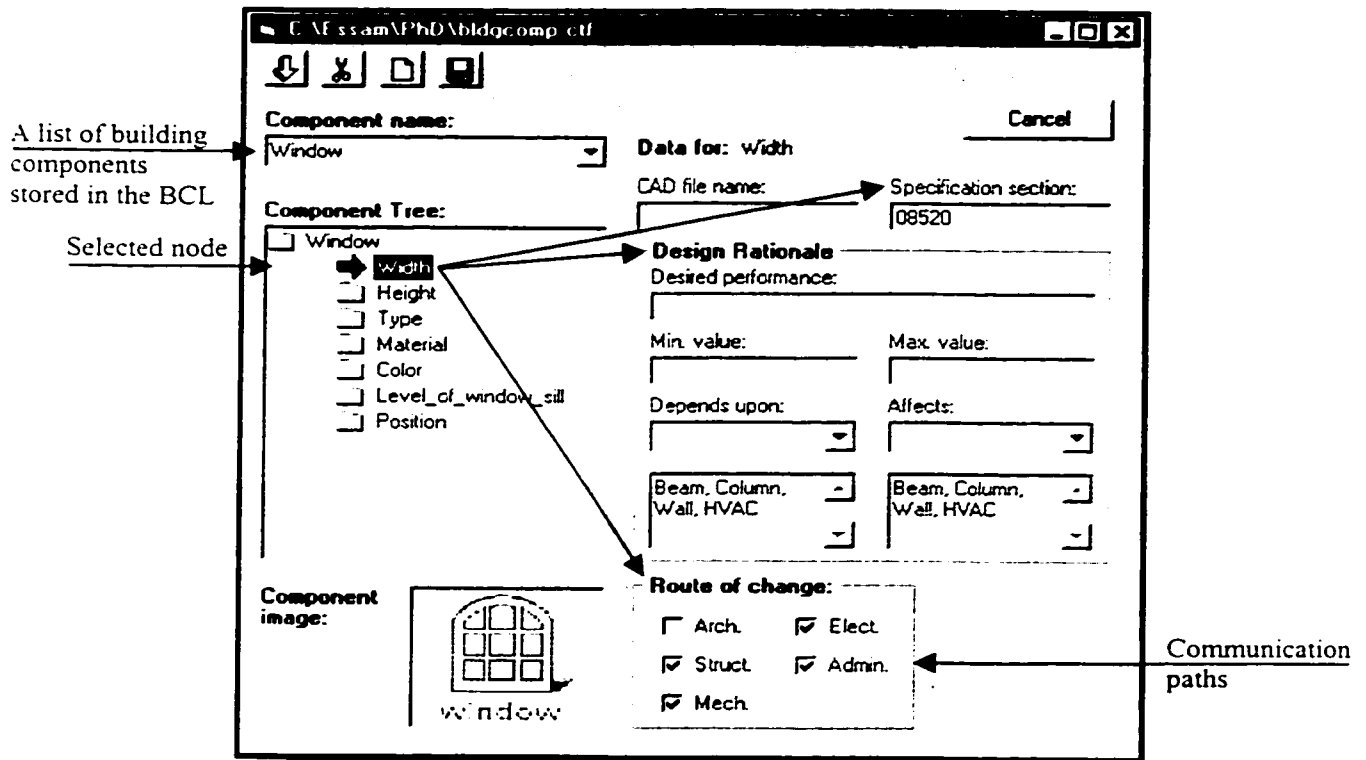 C:\Essam\PhD\bldgcomp.ctf
Cancel
A list of building
components
stored in the BCL
Component name:
Window
Data for: Width
CAD file name:
Specification section:
08520
Component Tree:
Selected node
Window
Width
Height
Type
Material
Color
Level_of_window_sill
Position
Design Rationale
Desired performance:
Min. value:
Max. value:
Depends upon:
Affects:
Beam, Column,
Wall, HVAC
Beam, Column,
Wall, HVAC
Component
image:
window
Route of change:
Arch.
Elect.
Struct.
Admin.
Mech.
Communication
paths